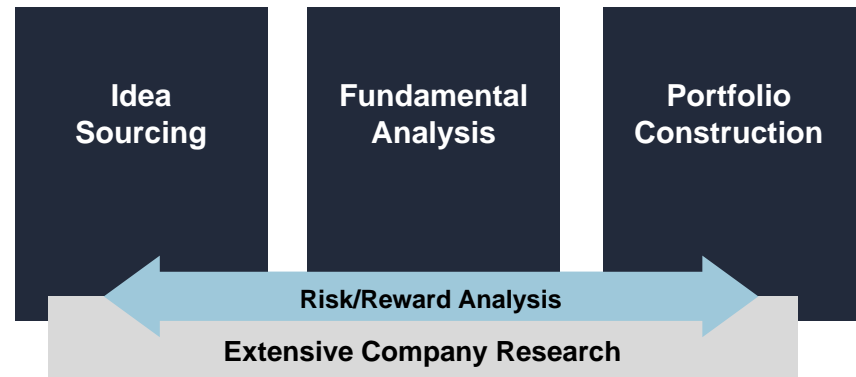 Idea
Sourcing
Fundamental
Analysis
Portfolio
Construction
Risk/Reward Analysis
Extensive Company Research